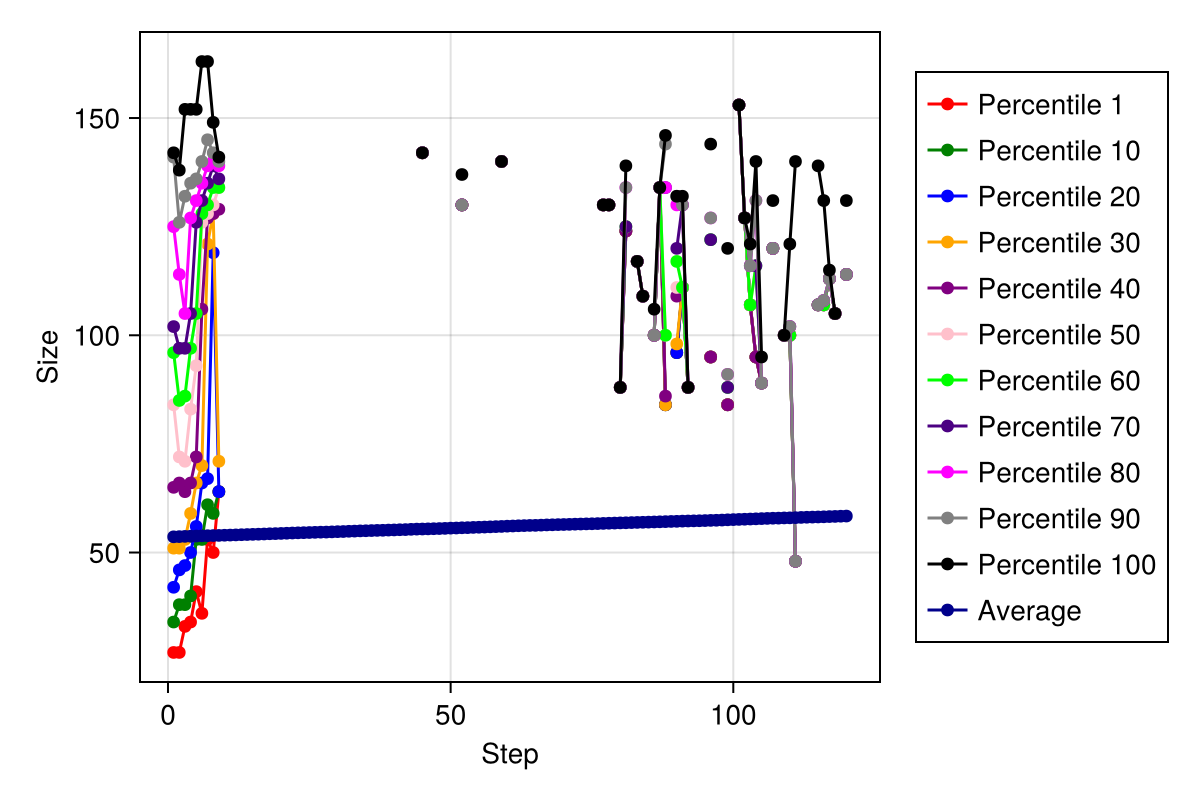 150
100
50
Size
0
50
100
Step
Percentile 1
Percentile 10
Percentile 20
Percentile 30
Percentile 40
Percentile 50
Percentile 60
Percentile 70
Percentile 80
Percentile 90
Percentile 100
Average